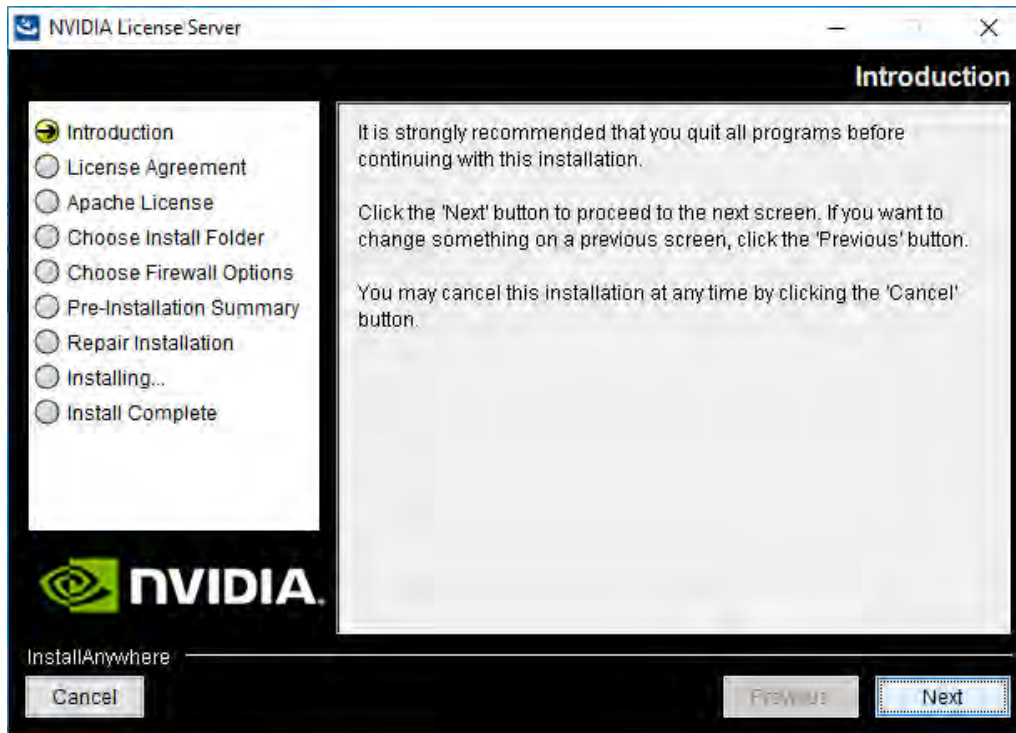 NVIDIA License Server
Introduction
Introduction
License Agreement
Apache License
Choose Install Folder
Choose Firewall Options
Pre-Installation Summary
Repair Installation
Installing...
Install Complete
It is strongly recommended that you quit all programs before
continuing with this installation.
Click the 'Next' button to proceed to the next screen. If you want to
change something on a previous screen, click the 'Previous' button.
You may cancel this installation at any time by clicking the 'Cancel'
button.
NVIDIA.
InstallAnywhere
Cancel
Previous
Next